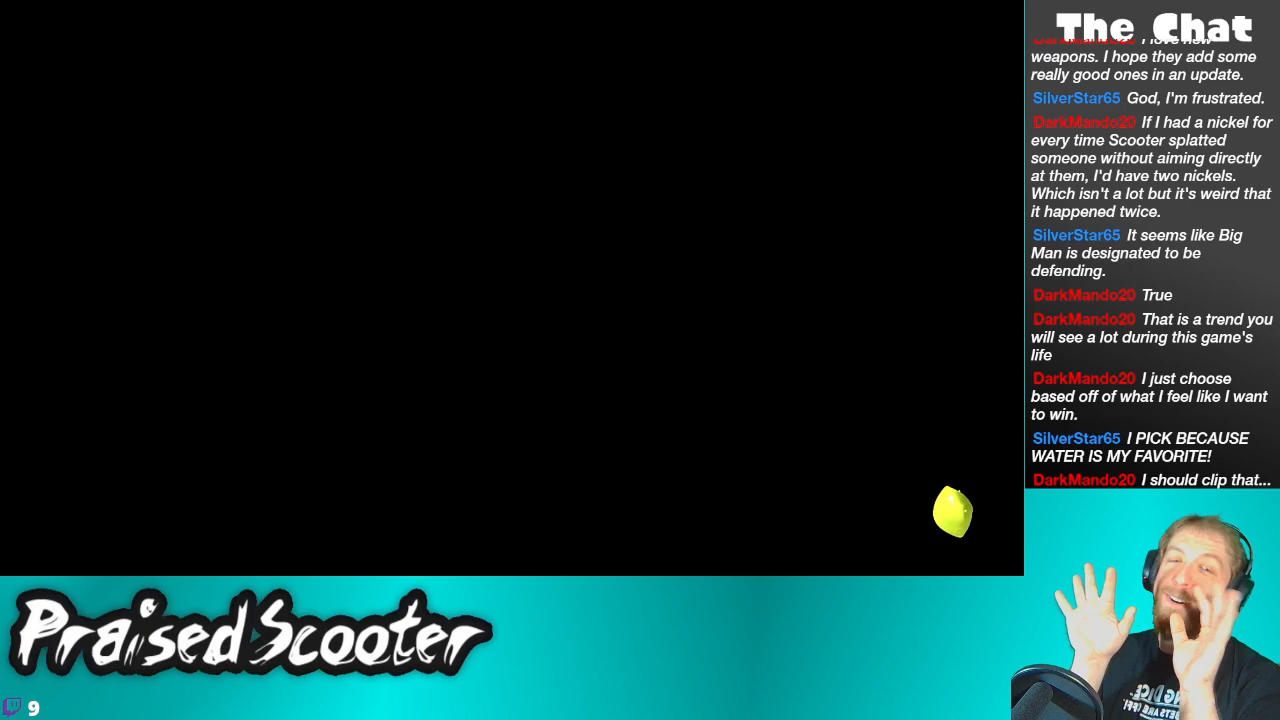 The Chat
weapons. I hope they add some
really good ones in an update.
SilverStar65 God, I'm frustrated.
DarkMando20 If I had a nickel for
every time Scooter splatted
someone without aiming directly
at them, I'd have two nickels.
Which isn't a lot but it's weird that
it happened twice.
SilverStar65 It seems like Big
Man is designated to be
defending.
DarkMando20 True
DarkMando20 That is a trend you
will see a lot during this game's
life
DarkMando20 I just choose
based off of what I feel like I want
to win.
SilverStar65 I PICK BECAUSE
WATER IS MY FAVORITE!
DarkMando20 I should clip that...
PraisedScooter
9